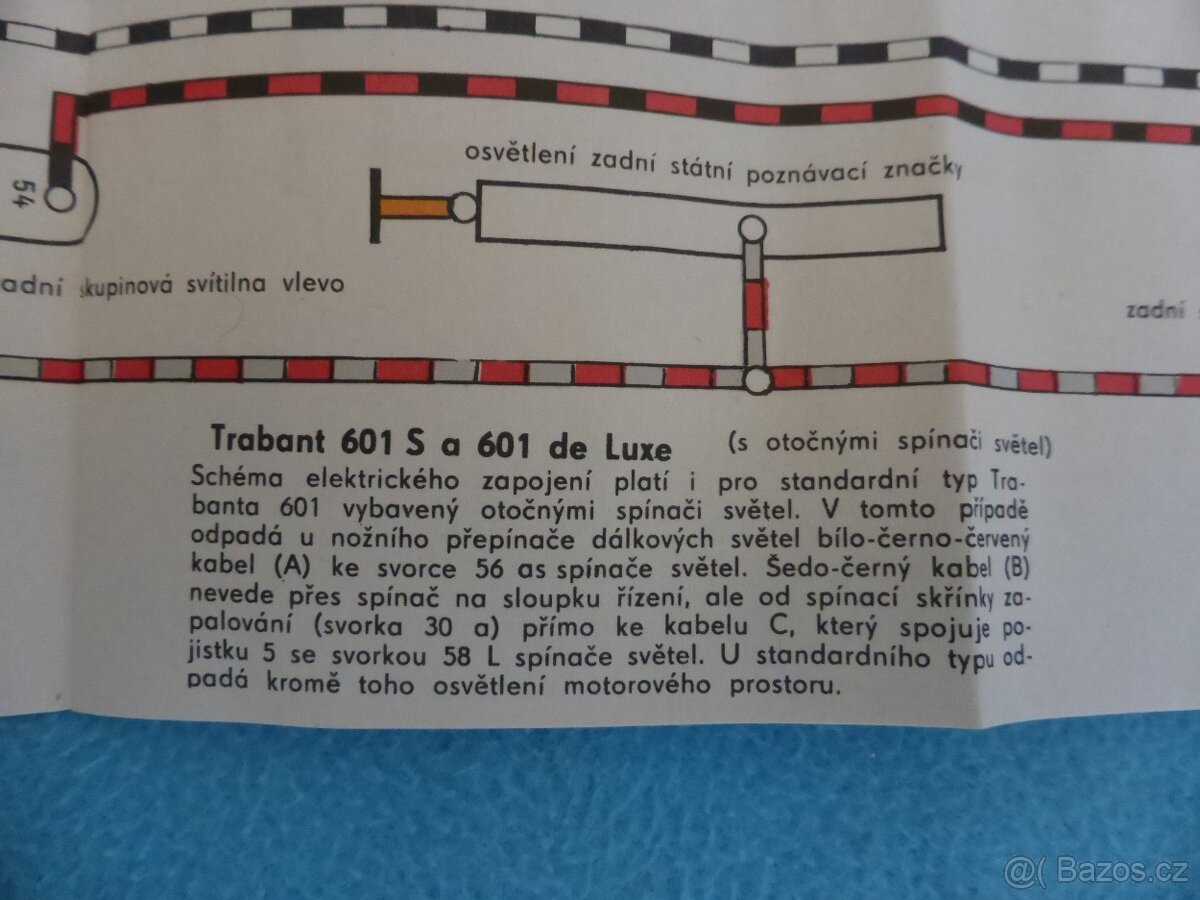 osvětlení zadní státní poznávací značky
54
adní skupinová svítilna vlevo
zadní
Trabant 601 S a 601 de Luxe (s otočnými spínači světel)
Schéma elektrického zapojení platí i pro standardní typ Tra-
banta 601 vybavený otočnými spínači světel. V tomto případě
odpadá u nožního přepínače dálkových světel bílo-černo-červený
kabel (A) ke svorce 56 as spínače světel. Šedo-černý kabel (B)
nevede přes spínač na sloupku řízení, ale od spínací skřínky za-
palování (svorka 30 a) přímo ke kabelu C, který spojuje po-
jistku 5 se svorkou 58 L spínače světel. U standardního typu od-
padá kromě toho osvětlení motorového prostoru.
@( Bazos.cz